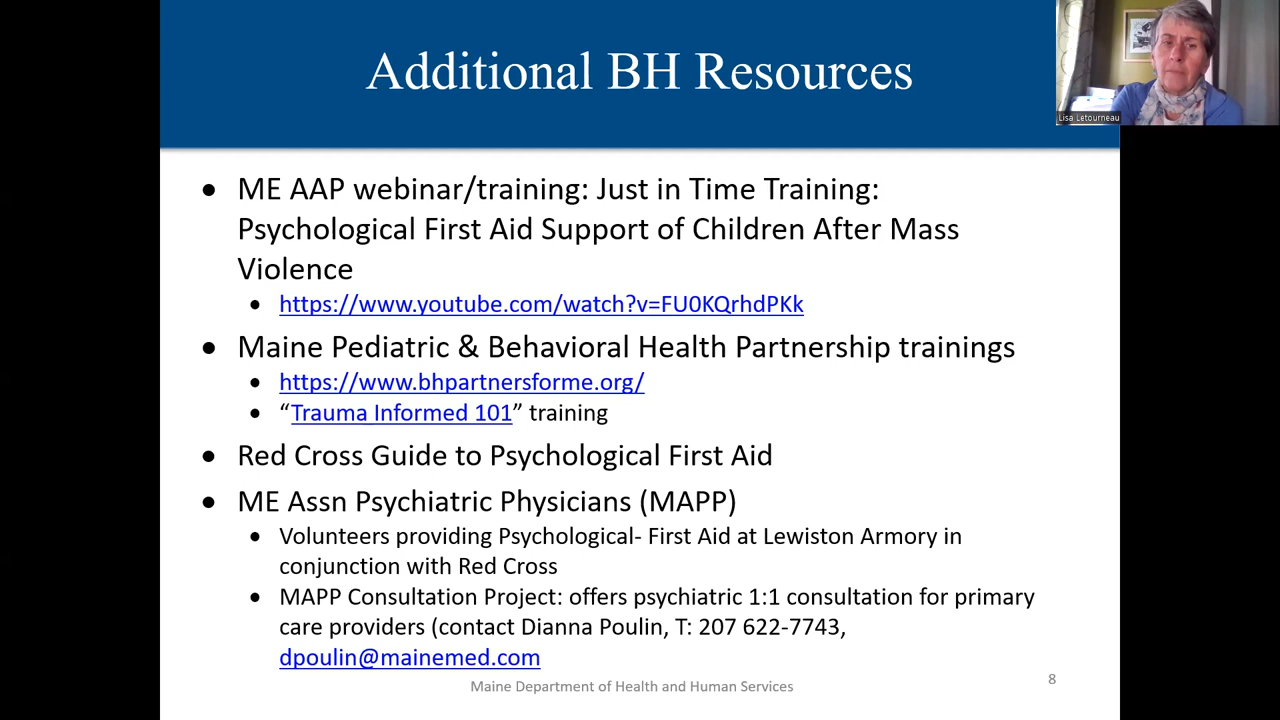 Additional BH Resources
Lisa Letourneau
• ME AAP webinar/training: Just in Time Training:
Psychological First Aid Support of Children After Mass
Violence
• https://www.youtube.com/watch?v=FU0KQrhdPKk
• Maine Pediatric & Behavioral Health Partnership trainings
• https://www.bhpartnersforme.org/
• “Trauma Informed 101” training
• Red Cross Guide to Psychological First Aid
• ME Assn Psychiatric Physicians (MAPP)
• Volunteers providing Psychological- First Aid at Lewiston Armory in
conjunction with Red Cross
• MAPP Consultation Project: offers psychiatric 1:1 consultation for primary
care providers (contact Dianna Poulin, T: 207 622-7743,
dpoulin@mainemed.com
Maine Department of Health and Human Services
8